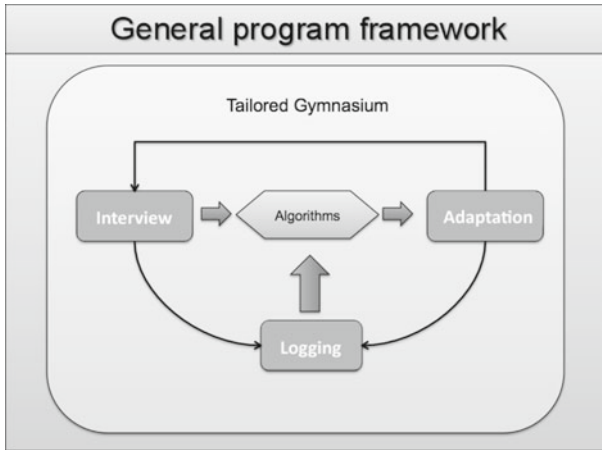 General program framework
Tailored Gymnasium
Interview
Algorithms
Adaptation
Logging